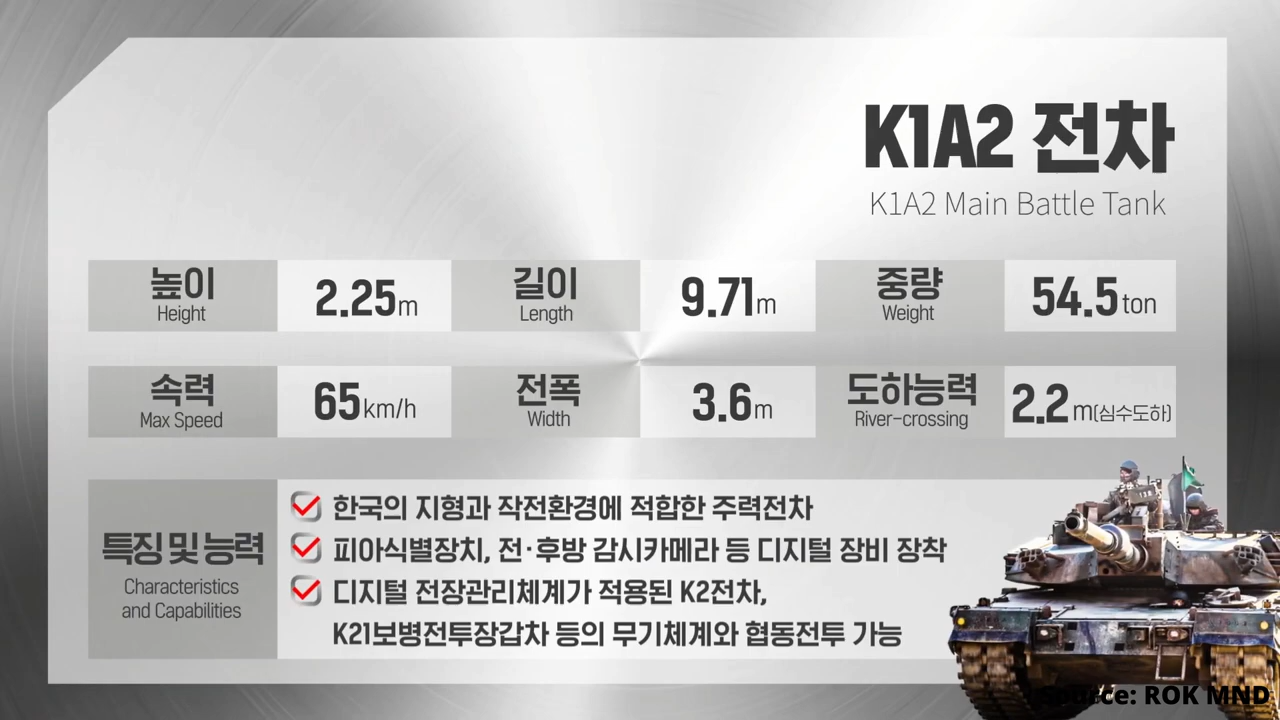 K1A2 전차
K1A2 Main Battle Tank
높이
Height
2.25m
길이
Length
9.71m
중량
Weight
54.5ton
속력
Max Speed
65km/h
전폭
Width
3.6m
도하능력
River-crossing
2.2m(심수도하)
특징 및 능력
Characteristics
and Capabilities
한국의 지형과 작전환경에 적합한 주력전차
피아식별장치, 전·후방 감시카메라 등 디지털 장비 장착
디지털 전장관리체계가 적용된 K2전차,
K21보병전투장갑차 등의 무기체계와 협동전투 가능
Source: ROK MND